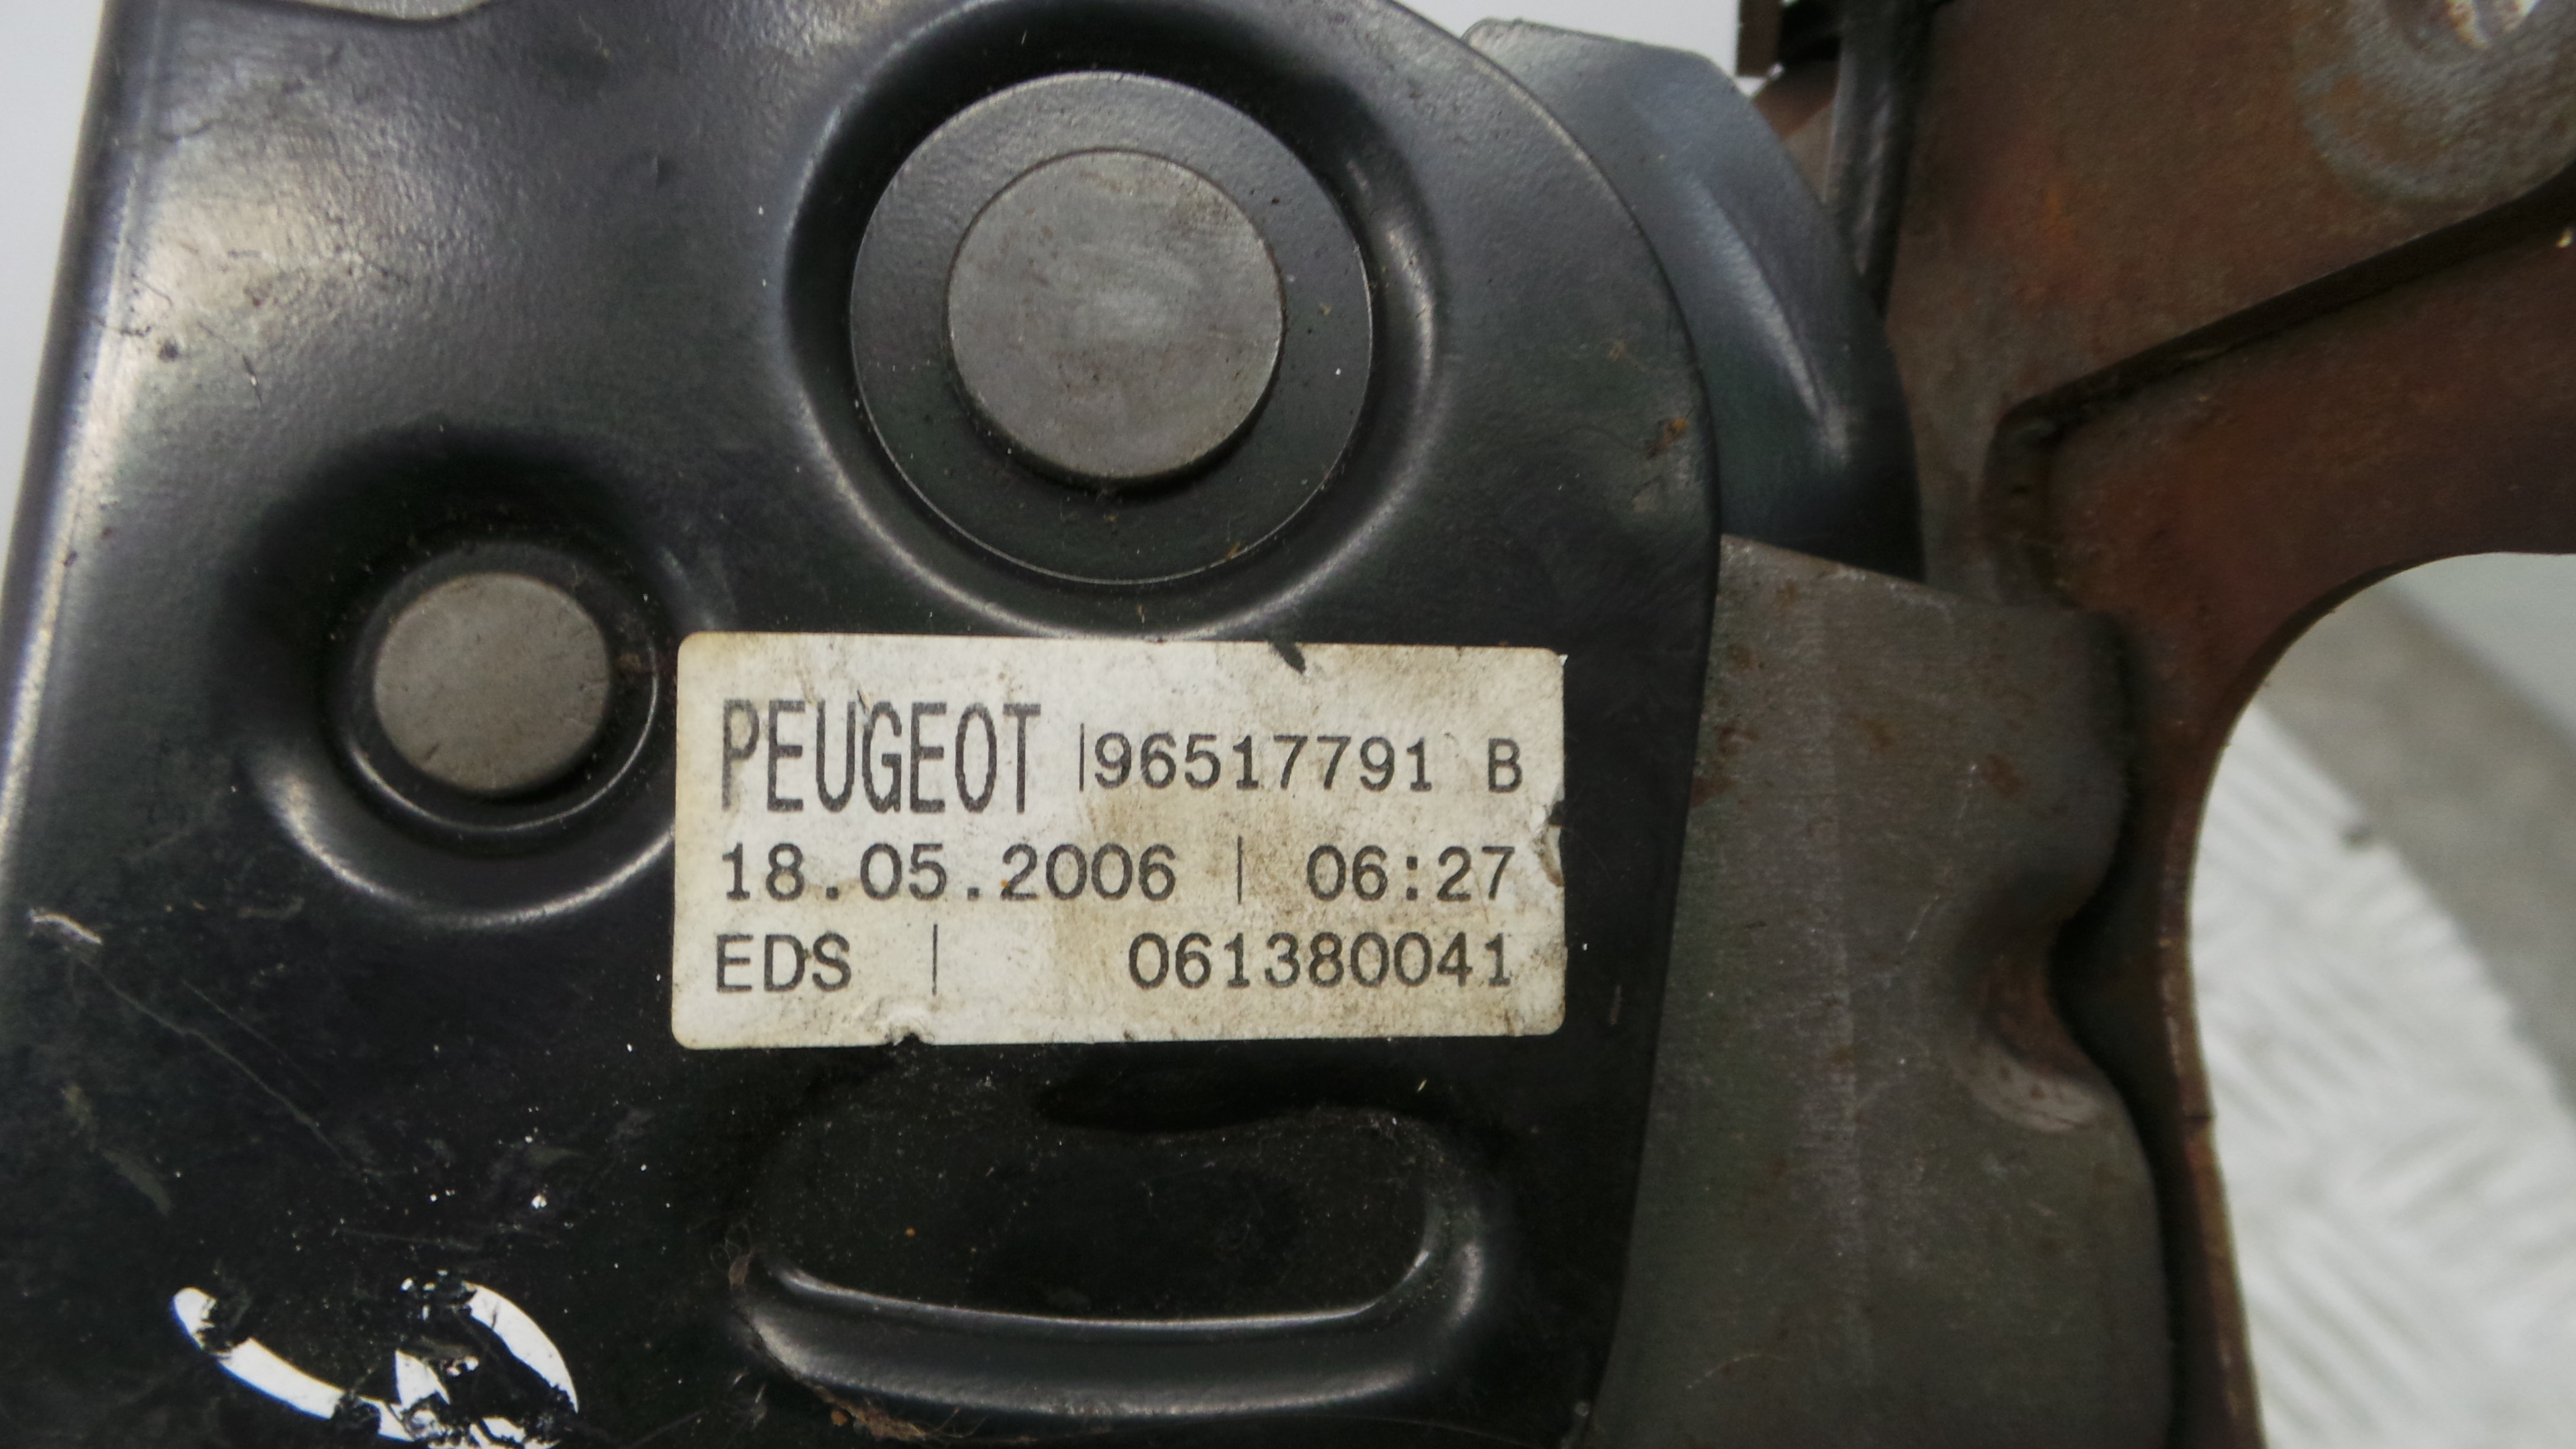 PEUGEOT |96517791 B
18.05.2006 | 06:27
EDS | 061380041